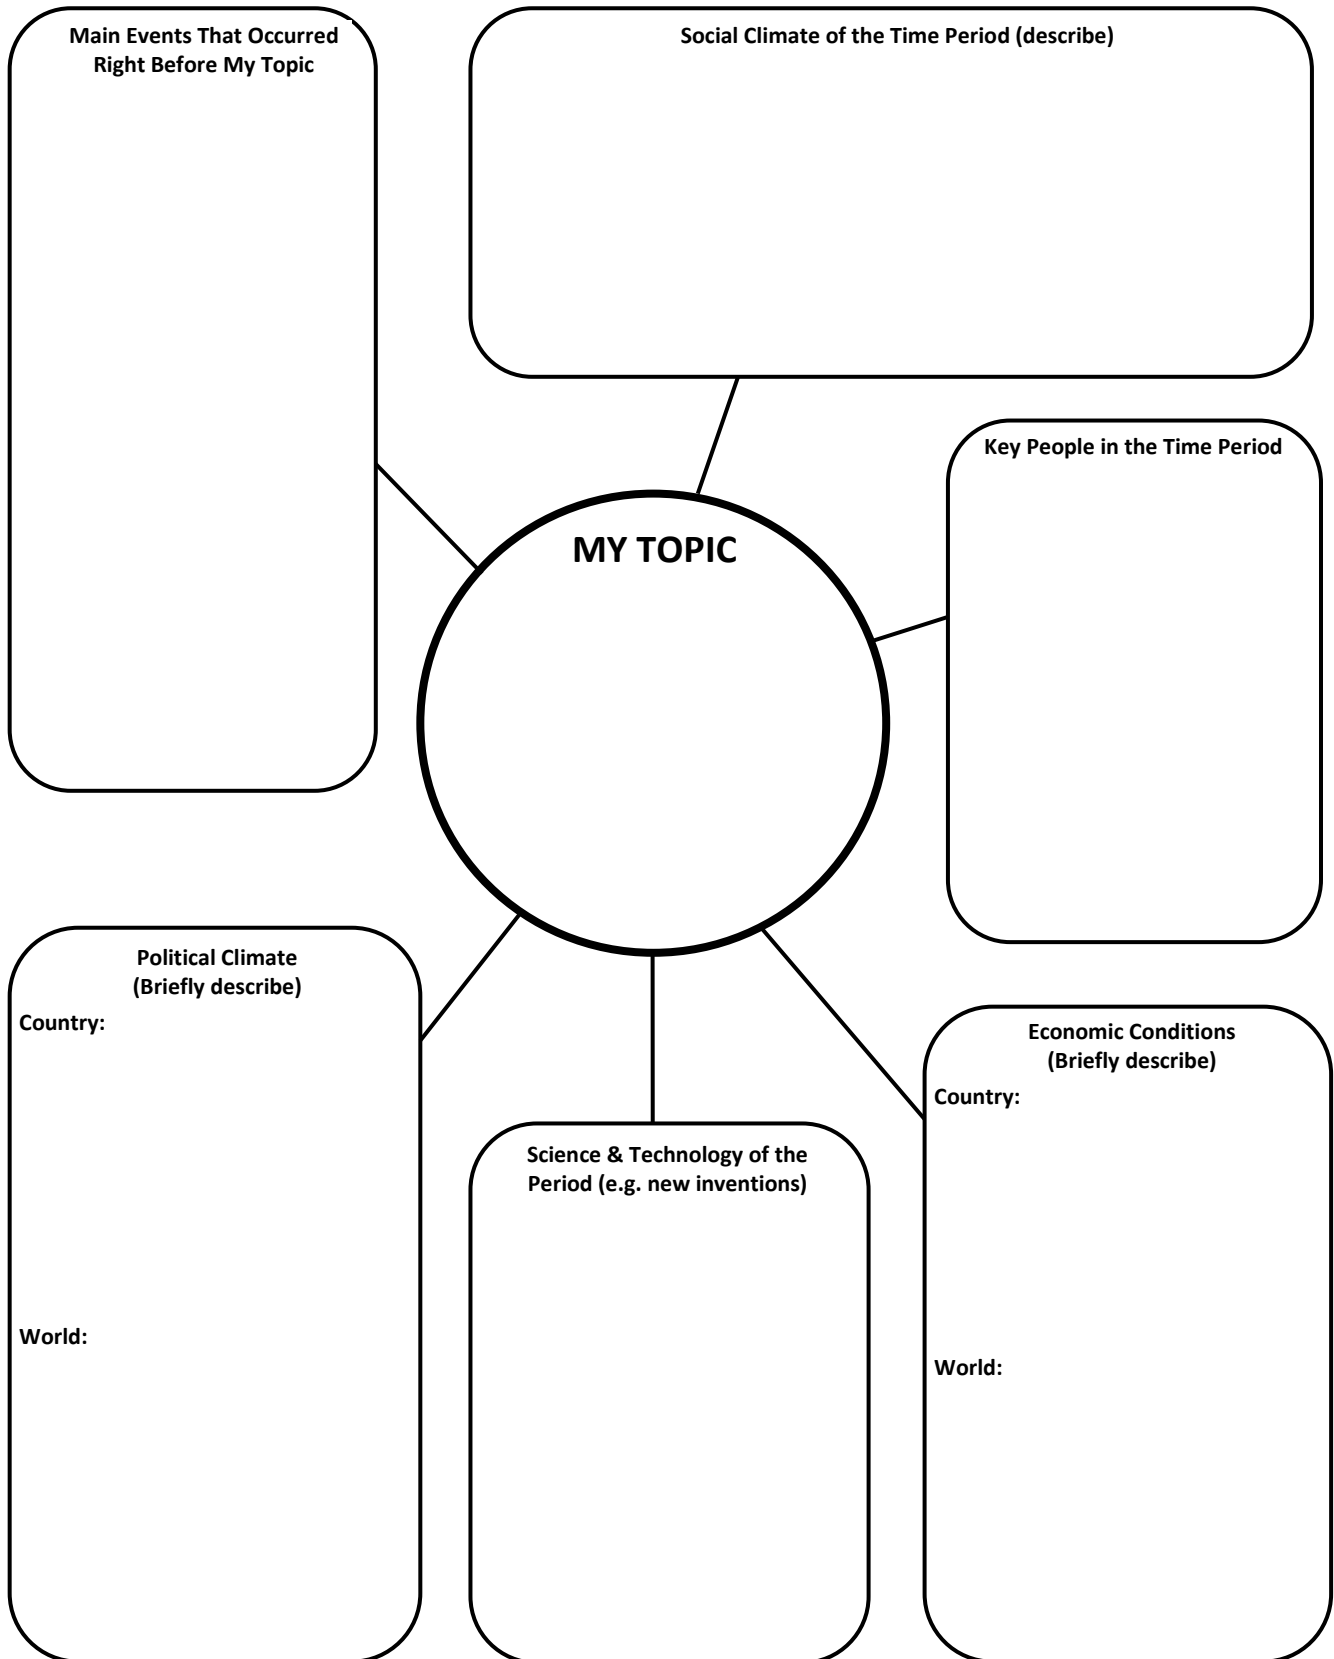 Main Events That Occurred
Right Before My Topic
Social Climate of the Time Period (describe)
Key People in the Time Period
MY TOPIC
Political Climate
(Briefly describe)
Country:
World:
Science & Technology of the
Period (e.g. new inventions)
Economic Conditions
(Briefly describe)
Country:
World: